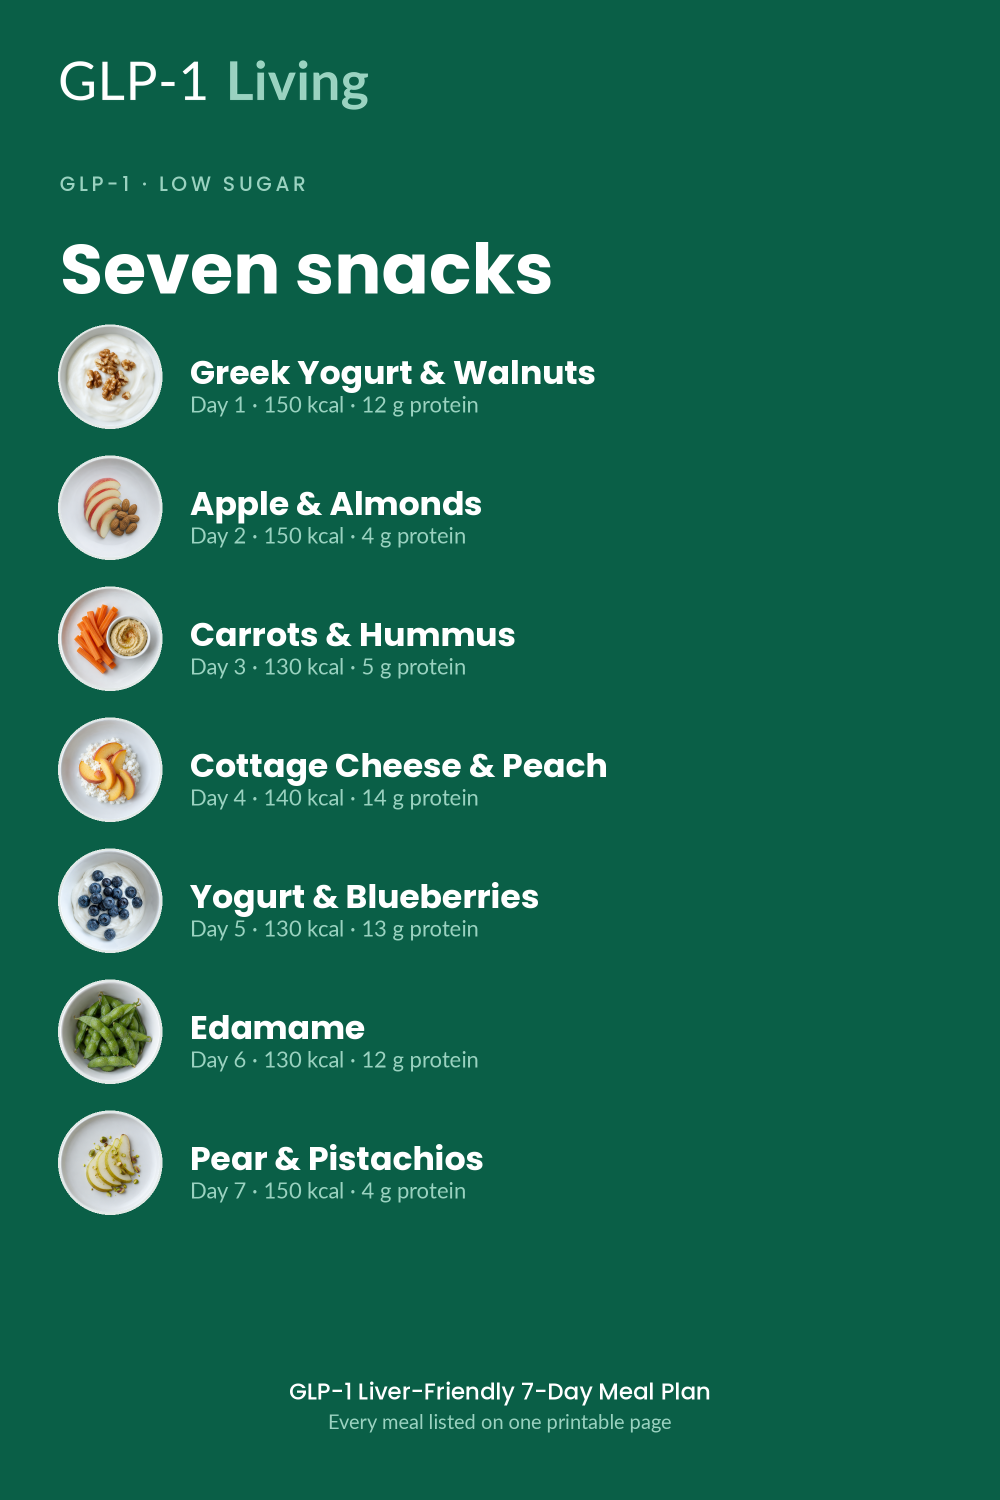 GLP-1 Living
GLP-1 · LOW SUGAR
Seven snacks
Greek Yogurt & Walnuts
Day 1 · 150 kcal · 12 g protein
Apple & Almonds
Day 2 · 150 kcal · 4 g protein
Carrots & Hummus
Day 3 · 130 kcal · 5 g protein
Cottage Cheese & Peach
Day 4 · 140 kcal · 14 g protein
Yogurt & Blueberries
Day 5 · 130 kcal · 13 g protein
Edamame
Day 6 · 130 kcal · 12 g protein
Pear & Pistachios
Day 7 · 150 kcal · 4 g protein
GLP-1 Liver-Friendly 7-Day Meal Plan
Every meal listed on one printable page